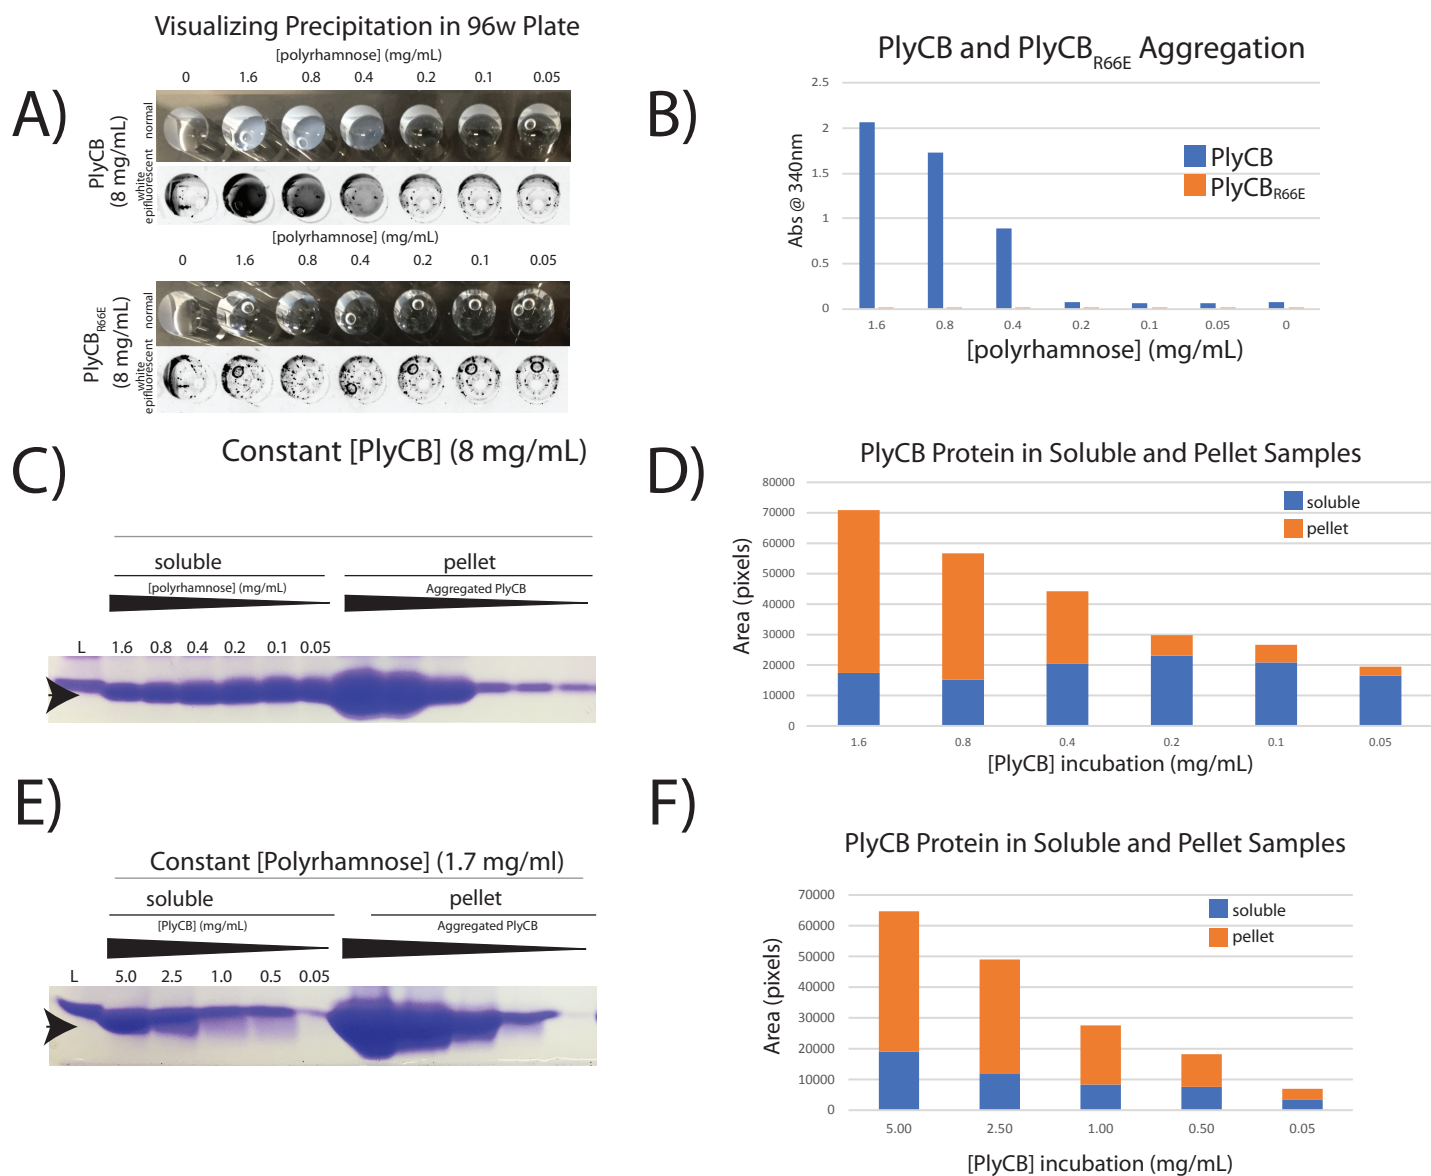 A)
Visualizing Precipitation in 96w Plate
[polyrhamnose] (mg/mL)
0 1.6 0.8 0.4 0.2 0.1 0.05
PlyCB
(8 mg/mL)
normal
white
epifluorescent
[polyrhamnose] (mg/mL)
0 1.6 0.8 0.4 0.2 0.1 0.05
PlyCBR66E
(8 mg/mL)
normal
white
epifluorescent
B)
PlyCB and PlyCBR66E Aggregation
Abs @ 340nm
2.5
2
1.5
1
0.5
0
PlyCB
PlyCBR66E
1.6 0.8 0.4 0.2 0.1 0.05 0
[polyrhamnose] (mg/mL)
C)
Constant [PlyCB] (8 mg/mL)
soluble pellet
[polyrhamnose] (mg/mL) Aggregated PlyCB
L 1.6 0.8 0.4 0.2 0.1 0.05
D)
PlyCB Protein in Soluble and Pellet Samples
Area (pixels)
80000
70000
60000
50000
40000
30000
20000
10000
0
soluble
pellet
1.6 0.8 0.4 0.2 0.1 0.05
[PlyCB] incubation (mg/mL)
E)
Constant [Polyrhamnose] (1.7 mg/ml)
soluble pellet
[PlyCB] (mg/mL) Aggregated PlyCB
L 5.0 2.5 1.0 0.5 0.05
F)
PlyCB Protein in Soluble and Pellet Samples
Area (pixels)
70000
60000
50000
40000
30000
20000
10000
0
soluble
pellet
5.00 2.50 1.00 0.50 0.05
[PlyCB] incubation (mg/mL)